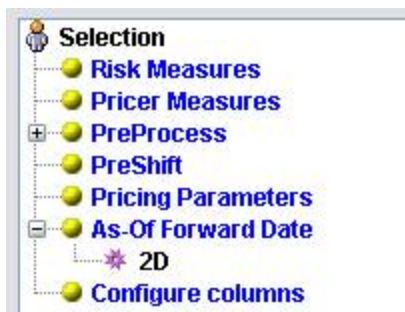 Selection
Risk Measures
Pricer Measures
PreProcess
PreShift
Pricing Parameters
As-Of Forward Date
2D
Configure columns